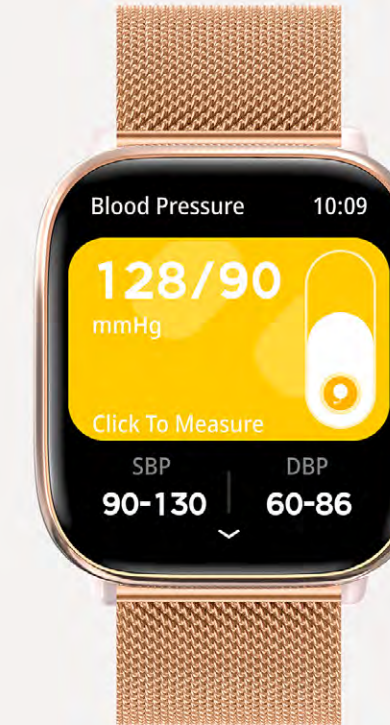 Blood Pressure 10:09
128/90
mmHg
Click To Measure
SBP DBP
90-130 60-86